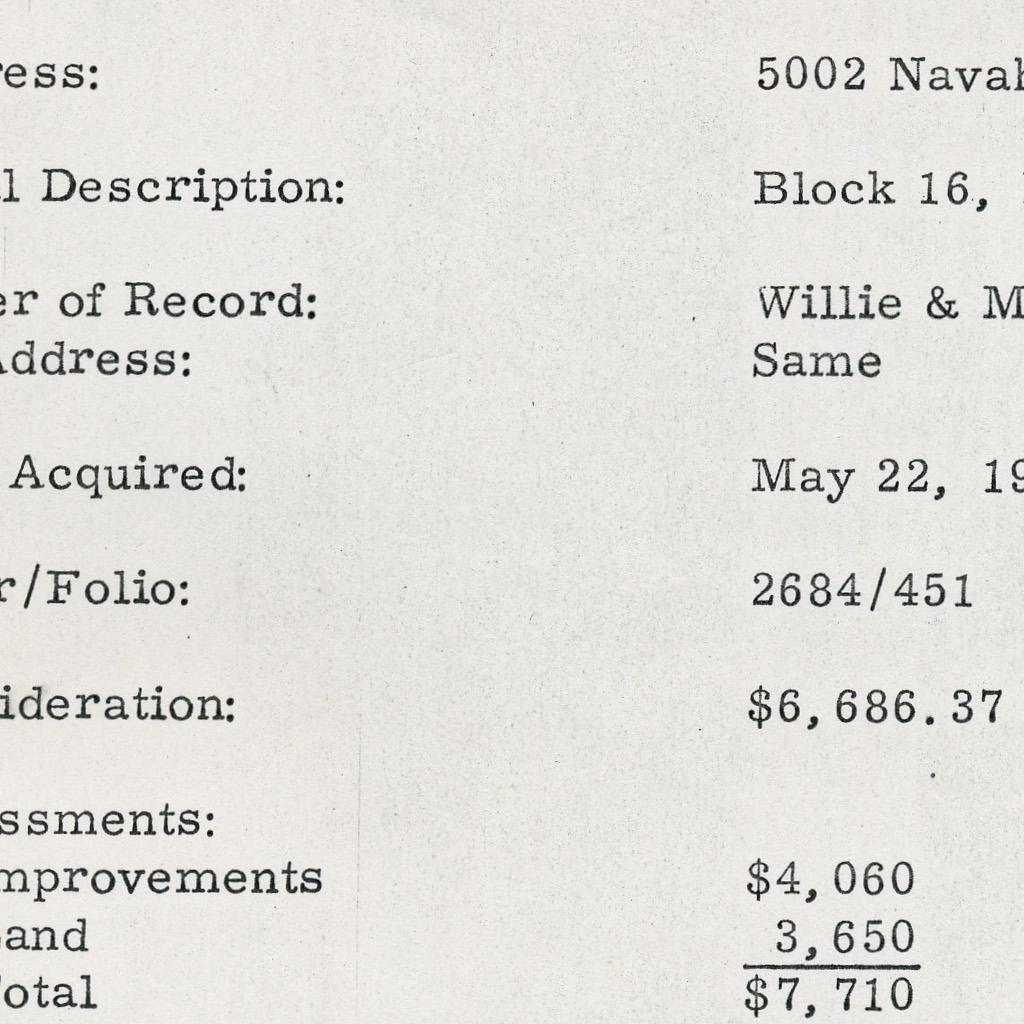 ress: 5002 Navah
l Description: Block 16,
er of Record: Willie & M
Address: Same
Acquired: May 22, 19
r/Folio: 2684/451
ideration: $6,686.37
ssments:
mprovements $4,060
and 3,650
otal $7,710